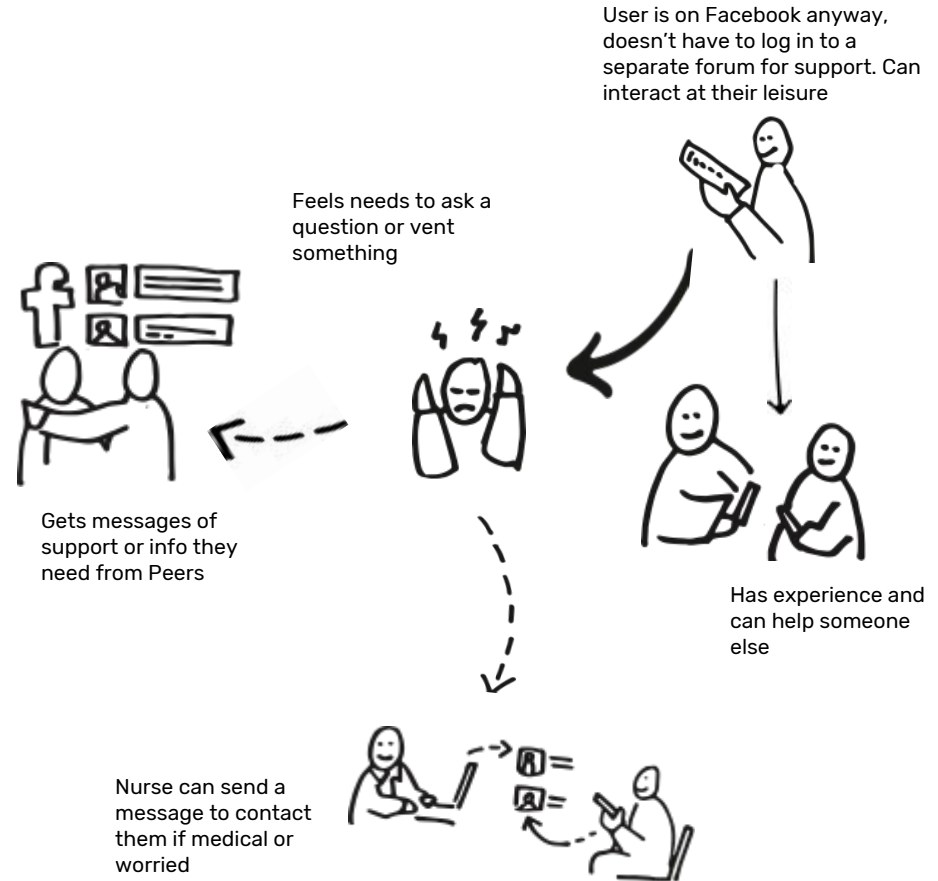 User is on Facebook anyway,
doesn't have to log in to a
separate forum for support. Can
interact at their leisure
Feels needs to ask a
question or vent
something
Gets messages of
support or info they
need from Peers
Has experience and
can help someone
else
Nurse can send a
message to contact
them if medical or
worried